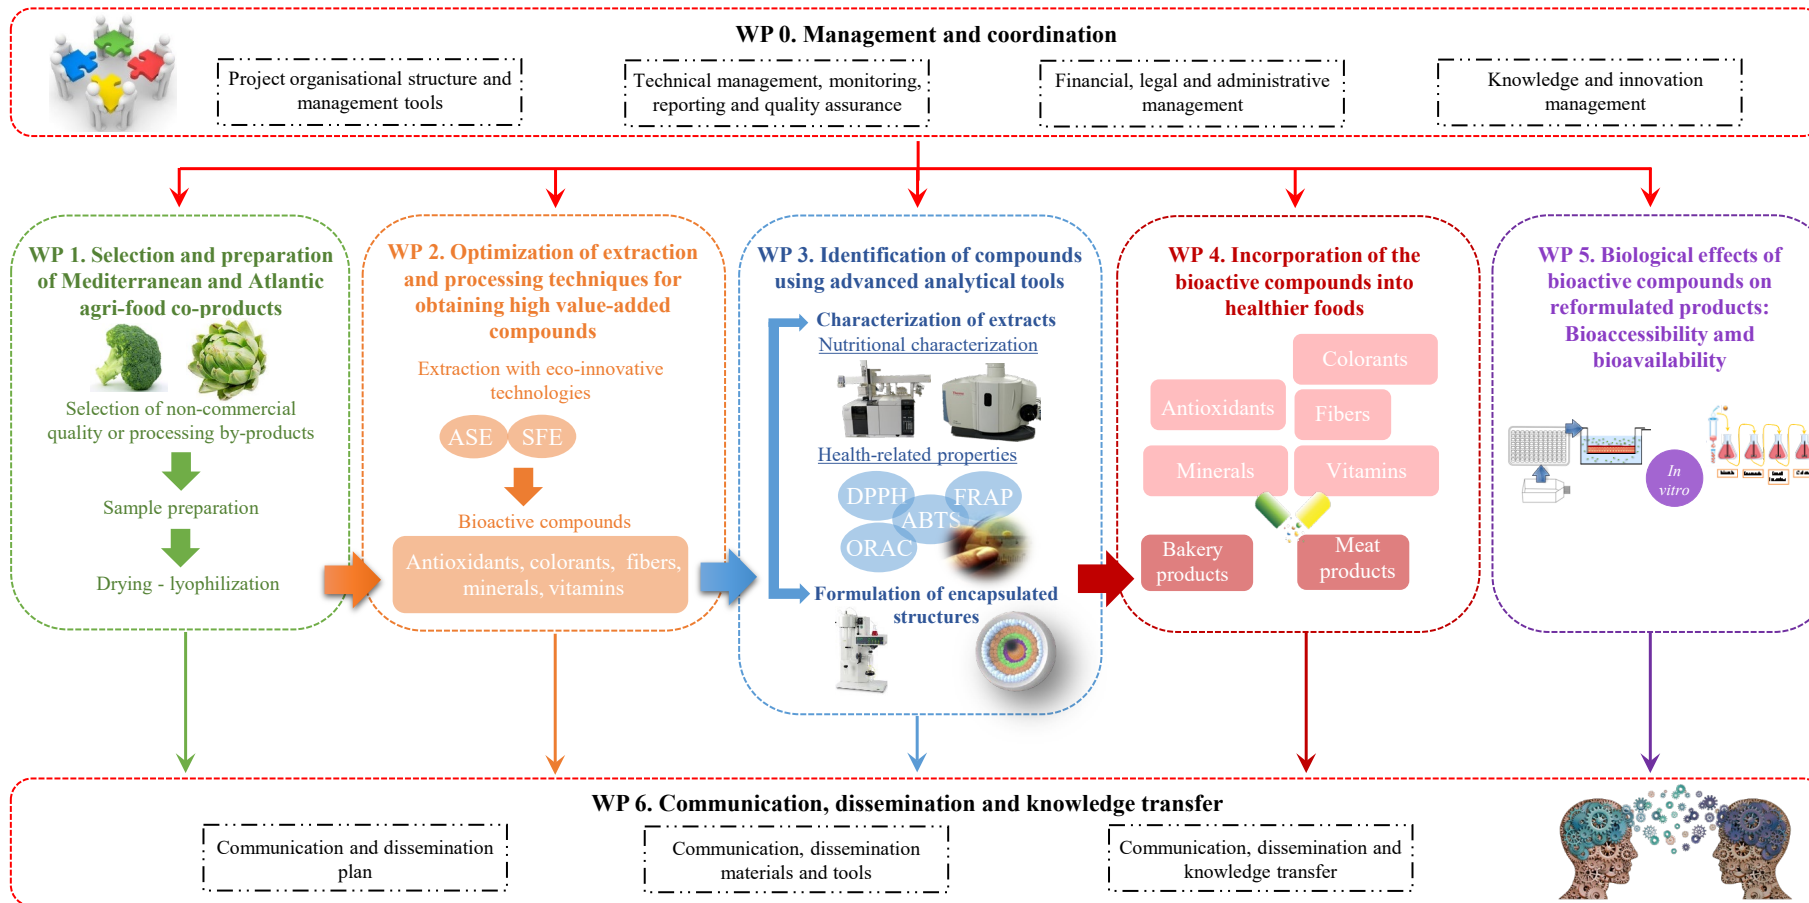 WP 0. Management and coordination
Project organisational structure and
management tools
Technical management, monitoring,
reporting and quality assurance
Financial, legal and administrative
management
Knowledge and innovation
management
WP 1. Selection and preparation
of Mediterranean and Atlantic
agri-food co-products
Selection of non-commercial
quality or processing by-products
Sample preparation
Drying - lyophilization
WP 2. Optimization of extraction
and processing techniques for
obtaining high value-added
compounds
Extraction with eco-innovative
technologies
ASE
SFE
Bioactive compounds
Antioxidants, colorants, fibers,
minerals, vitamins
WP 3. Identification of compounds
using advanced analytical tools
Characterization of extracts
Nutritional characterization
Health-related properties
DPPH
FRAP
ABTS
ORAC
Formulation of encapsulated
structures
WP 4. Incorporation of the
bioactive compounds into
healthier foods
Colorants
Antioxidants
Fibers
Minerals
Vitamins
Bakery
products
Meat
products
WP 5. Biological effects of
bioactive compounds on
reformulated products:
Bioaccessibility amd
bioavailability
In
vitro
WP 6. Communication, dissemination and knowledge transfer
Communication and dissemination
plan
Communication, dissemination
materials and tools
Communication, dissemination and
knowledge transfer